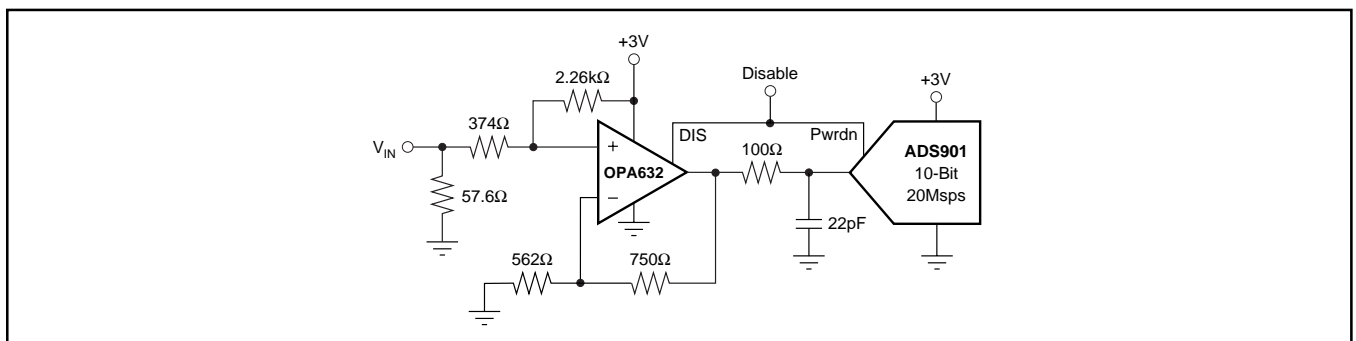 +3V
2.26kΩ
Disable
+3V
374Ω
DIS
Pwrdn
V_IN
+
100Ω
ADS901
OPA632
10-Bit
20Msps
57.6Ω
−
22pF
562Ω
750Ω